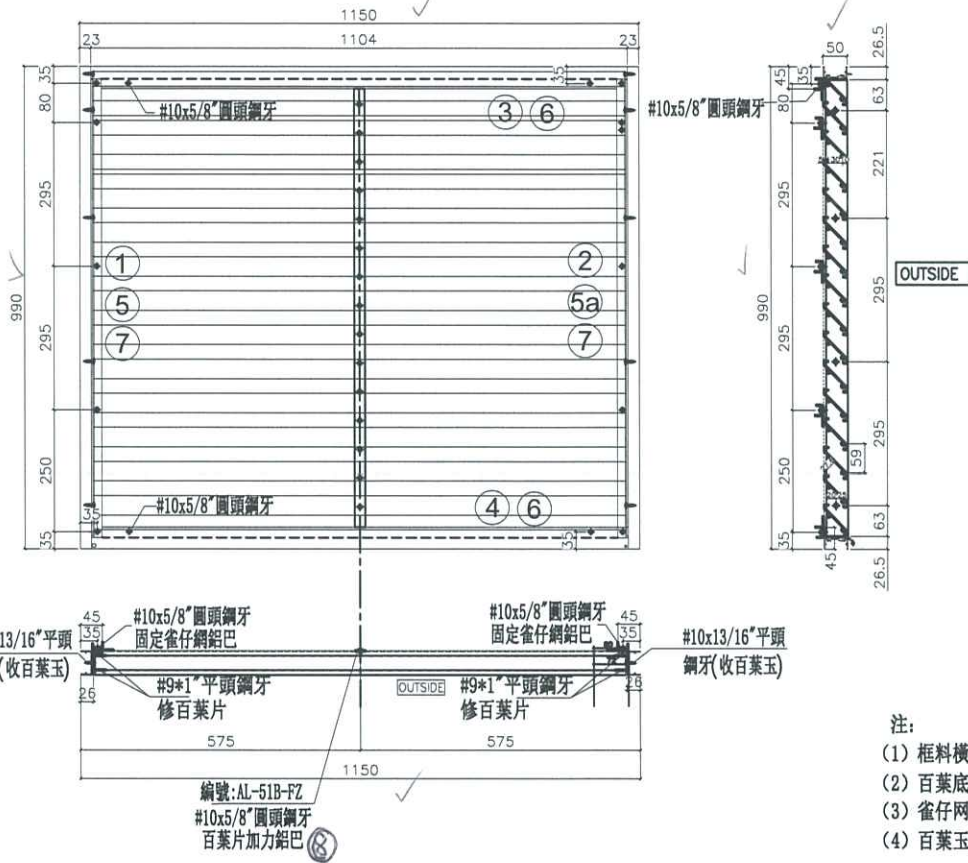 1150
23
1104
23
35
80
295
295
250
35
990
#10x5/8"圓頭鋼牙
35
3
6
1
5
7
2
5a
7
#10x5/8"圓頭鋼牙
4
6
35
35
50
26.5
45
35
80
#10x5/8"圓頭鋼牙
63
221
295
295
295
295
990
OUTSIDE
250
59
63
35
45
26.5
45
35
#10x5/8"圓頭鋼牙
固定雀仔網鋁巴
13/16"平頭
(收百葉玉)
#9*1"平頭鋼牙
修百葉片
26
OUTSIDE
#10x5/8"圓頭鋼牙
固定雀仔網鋁巴
45
35
#10x13/16"平頭
鋼牙(收百葉玉)
#9*1"平頭鋼牙
修百葉片
26
575
575
1150
編號:AL-51B-FZ
#10x5/8"圓頭鋼牙
百葉片加力鋁巴
8
注:
(1) 框料橫
(2) 百葉底
(3) 雀仔网
(4) 百葉玉